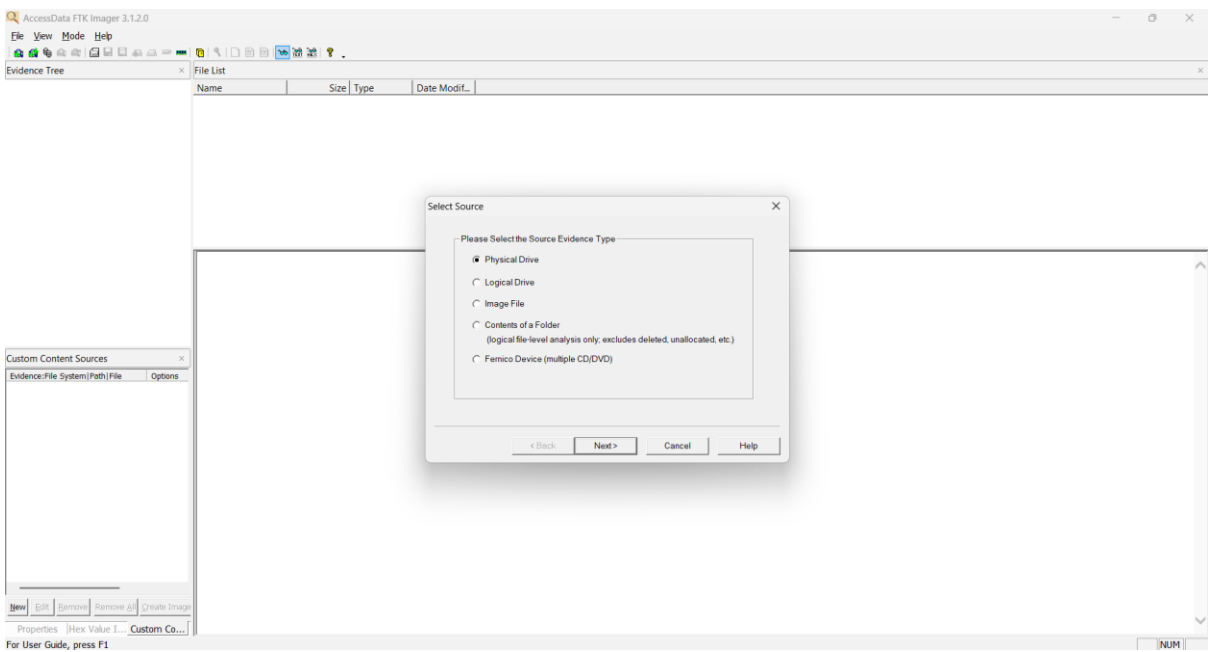 AccessData FTK Imager 3.1.2.0
File View Mode Help
Evidence Tree
File List
Name Size Type Date Modif...
Select Source
Please Select the Source Evidence Type
Physical Drive
Logical Drive
Image File
Contents of a Folder
(logical file-level analysis only; excludes deleted, unallocated, etc.)
Fernico Device (multiple CD/DVD)
< Back Next > Cancel Help
Custom Content Sources
Evidence:File System|Path|File Options
New Edit Remove Remove All Create Image
Properties Hex Value I... Custom Co...
For User Guide, press F1
NUM